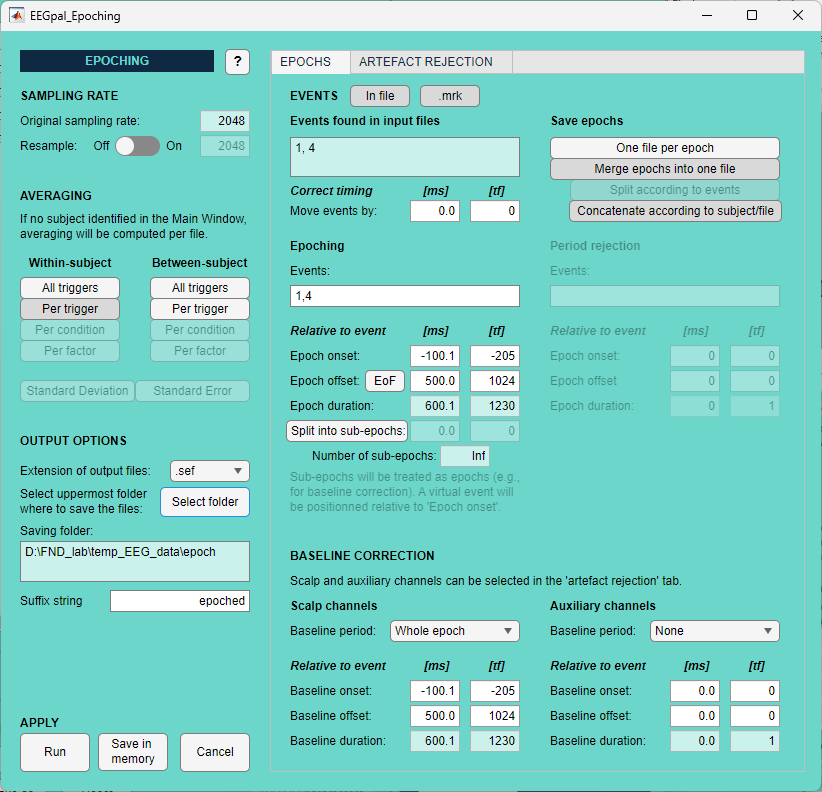 EEGpal_Epoching
EPOCHING
?
SAMPLING RATE
Original sampling rate: 2048
Resample: Off On 2048
AVERAGING
If no subject identified in the Main Window,
averaging will be computed per file.
Within-subject Between-subject
All triggers All triggers
Per trigger Per trigger
Per condition Per condition
Per factor Per factor
Standard Deviation Standard Error
OUTPUT OPTIONS
Extension of output files: .sef
Select uppermost folder
where to save the files:
Select folder
Saving folder:
D:\FND_lab\temp_EEG_data\epoch
Suffix string epoched
APPLY
Run
Save in
memory
Cancel
EPOCHS ARTEFACT REJECTION
EVENTS In file .mrk
Events found in input files
1, 4
Correct timing [ms] [tf]
Move events by: 0.0 0
Save epochs
One file per epoch
Merge epochs into one file
Split according to events
Concatenate according to subject/file
Epoching
Events:
1,4
Relative to event [ms] [tf]
Epoch onset: -100.1 -205
Epoch offset: EoF 500.0 1024
Epoch duration: 600.1 1230
Split into sub-epochs: 0.0 0
Number of sub-epochs: Inf
Sub-epochs will be treated as epochs (e.g.,
for baseline correction). A virtual event will
be positionned relative to 'Epoch onset'.
Period rejection
Events:
Relative to event [ms] [tf]
Epoch onset: 0 0
Epoch offset 0 0
Epoch duration: 0 1
BASELINE CORRECTION
Scalp and auxiliary channels can be selected in the 'artefact rejection' tab.
Scalp channels
Baseline period: Whole epoch
Relative to event [ms] [tf]
Baseline onset: -100.1 -205
Baseline offset: 500.0 1024
Baseline duration: 600.1 1230
Auxiliary channels
Baseline period: None
Relative to event [ms] [tf]
Baseline onset: 0.0 0
Baseline offset: 0.0 0
Baseline duration: 0.0 1